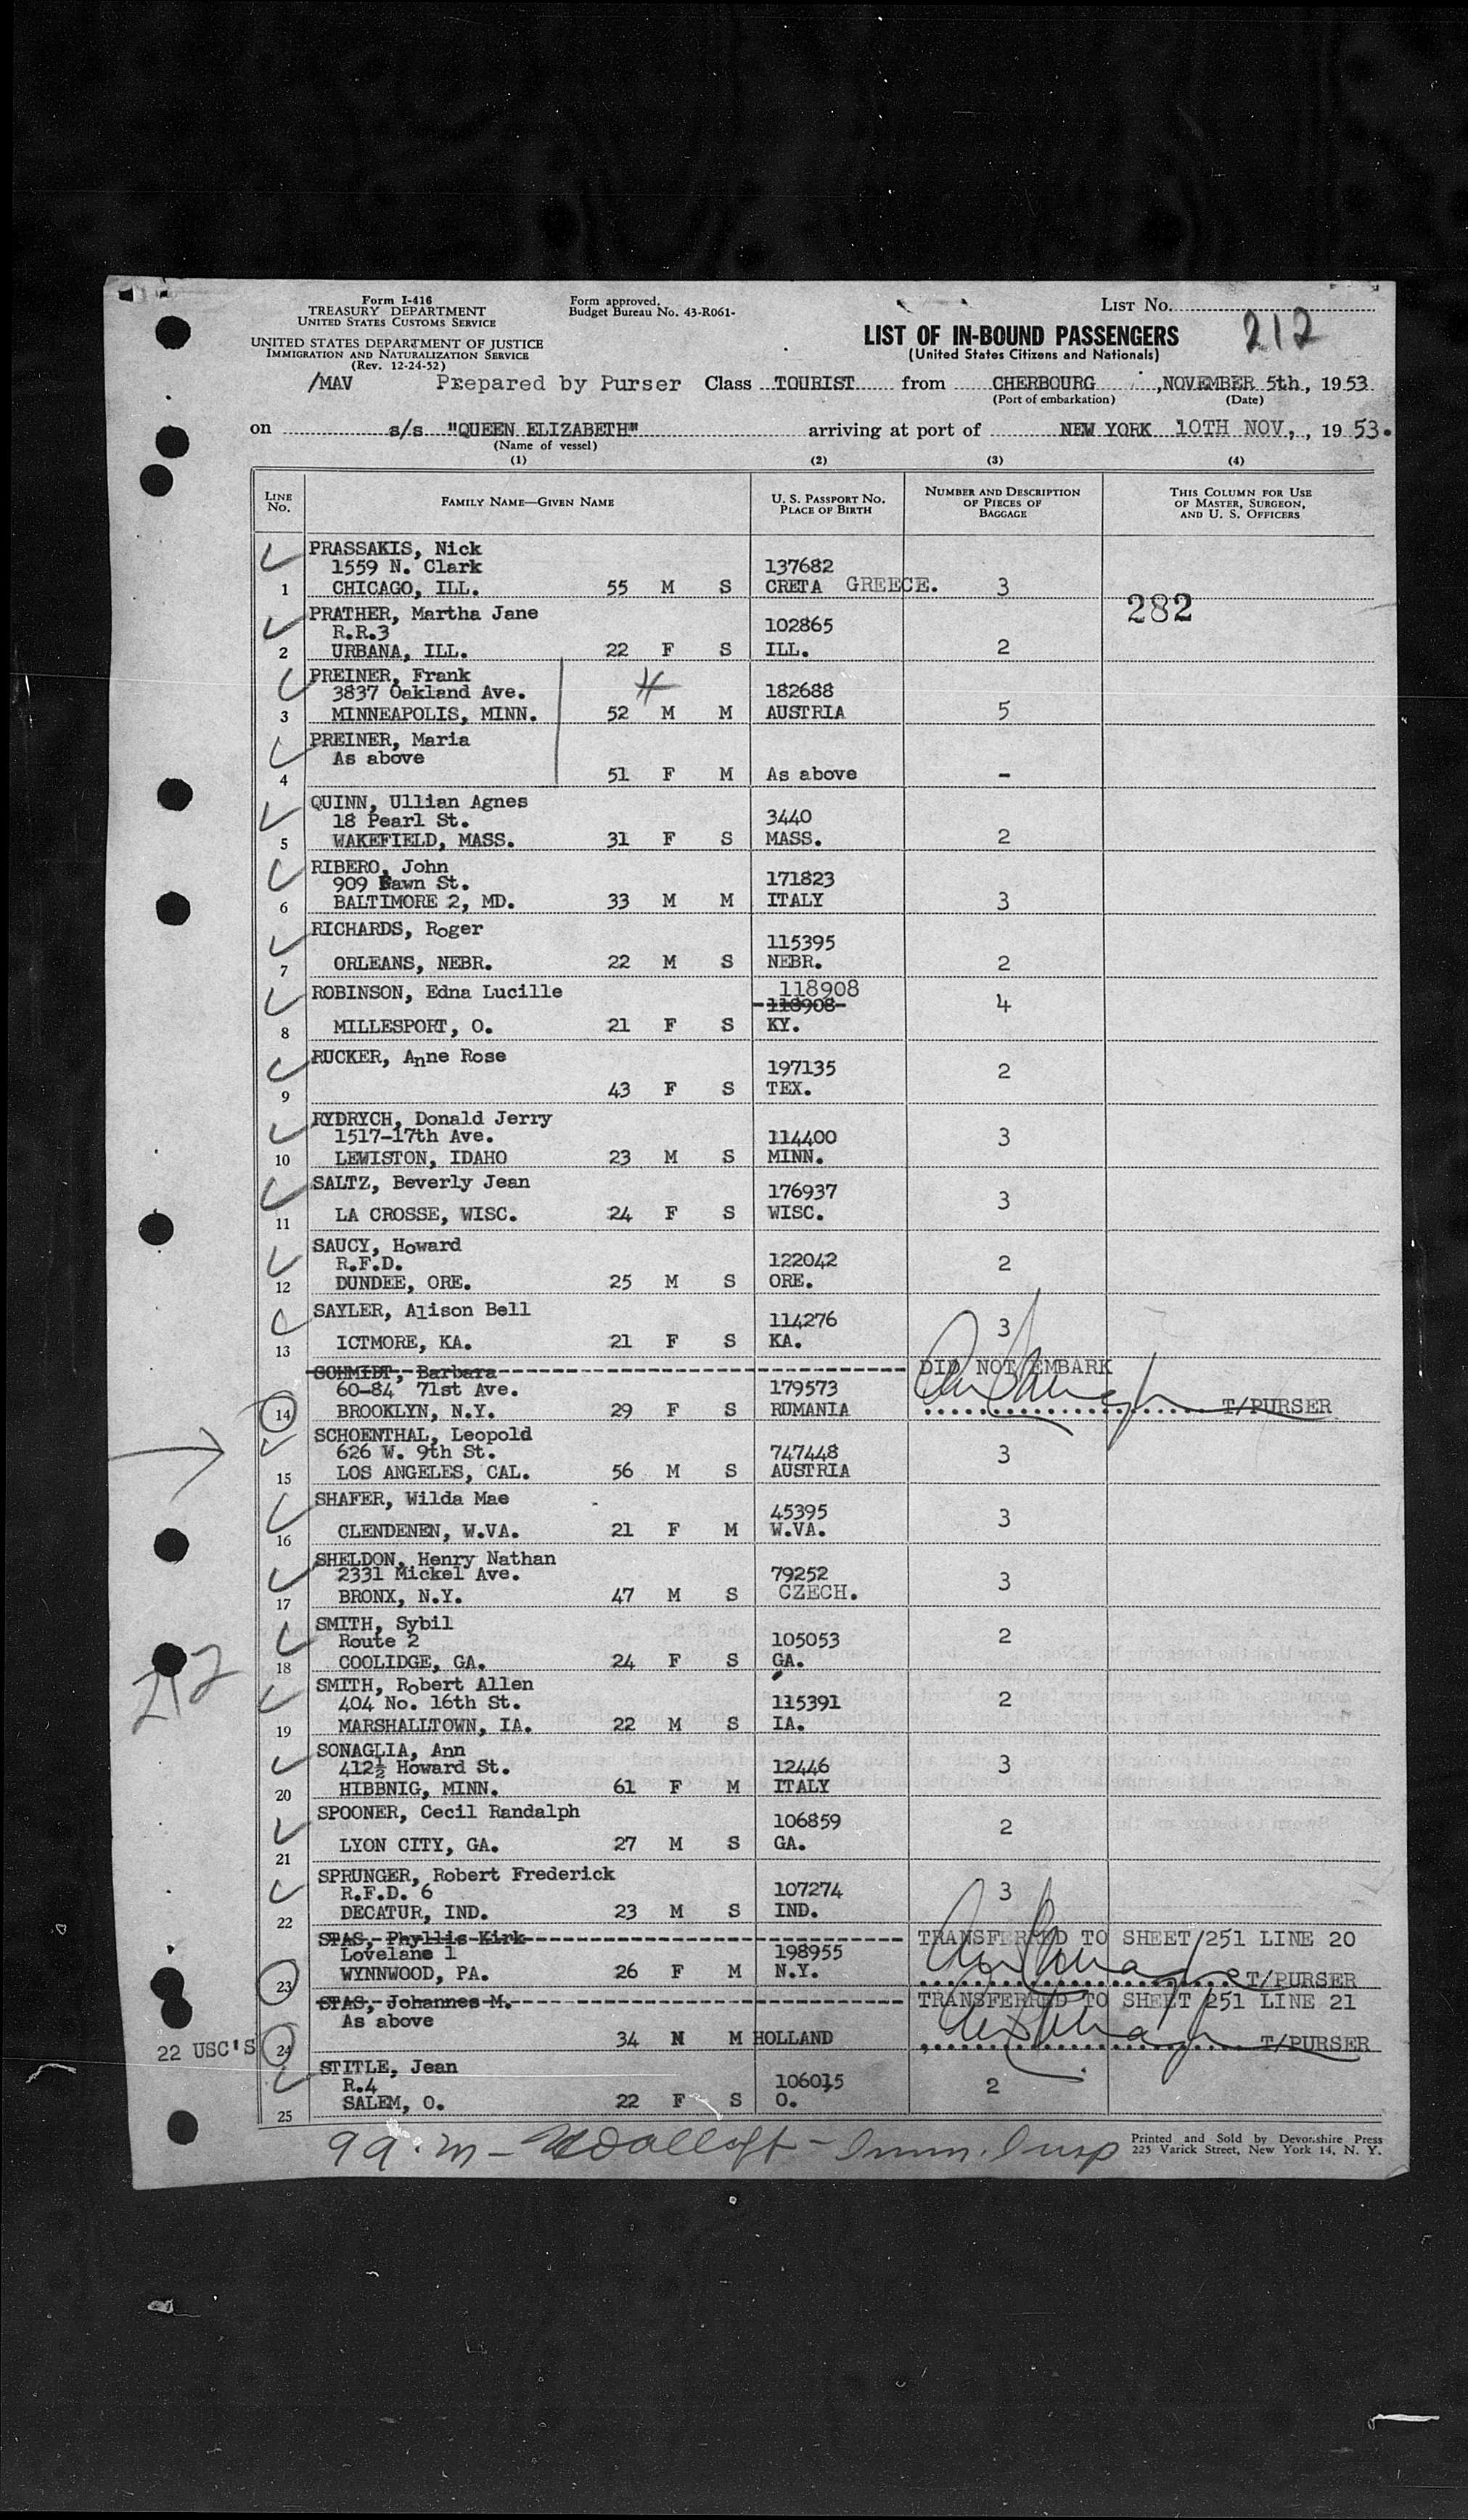 Form I-416
TREASURY DEPARTMENT
UNITED STATES CUSTOMS SERVICE
UNITED STATES DEPARTMENT OF JUSTICE
IMMIGRATION AND NATURALIZATION SERVICE
(Rev. 12-24-52)
Form approved.
Budget Bureau No. 43-R061-
LIST No.
212
LIST OF IN-BOUND PASSENGERS
(United States Citizens and Nationals)
/MAV Prepared by Purser Class TOURIST from CHERBOURG, NOVEMBER 5th, 1953
(Port of embarkation) (Date)
on s/s "QUEEN ELIZABETH" arriving at port of NEW YORK 10TH NOV, , 19 53.
(Name of vessel)
(1) (2) (3) (4)
LINE No. FAMILY NAME—GIVEN NAME U. S. PASSPORT NO. PLACE OF BIRTH NUMBER AND DESCRIPTION OF PIECES OF BAGGAGE THIS COLUMN FOR USE OF MASTER, SURGEON, AND U. S. OFFICERS
PRASSAKIS, Nick
1559 N. Clark 137682
1 CHICAGO, ILL. 55 M S CRETA GREECE. 3
282
PRATHER, Martha Jane
R.R.3 102865
2 URBANA, ILL. 22 F S ILL. 2
PREINER, Frank
3837 Oakland Ave. 182688
3 MINNEAPOLIS, MINN. 52 M M AUSTRIA 5
PREINER, Maria
As above
4 51 F M As above -
QUINN, Ullian Agnes
18 Pearl St. 3440
5 WAKEFIELD, MASS. 31 F S MASS. 2
RIBERO, John
909 Fawn St. 171823
6 BALTIMORE 2, MD. 33 M M ITALY 3
RICHARDS, Roger
115395
7 ORLEANS, NEBR. 22 M S NEBR. 2
ROBINSON, Edna Lucille 118908
118908 4
8 MILLESPORT, O. 21 F S KY.
RUCKER, Anne Rose
197135 2
9 43 F S TEX.
RYDRYCH, Donald Jerry
1517-17th Ave. 114400 3
10 LEWISTON, IDAHO 23 M S MINN.
SALTZ, Beverly Jean
176937 3
11 LA CROSSE, WISC. 24 F S WISC.
SAUCY, Howard
R.F.D. 122042 2
12 DUNDEE, ORE. 25 M S ORE.
SAYLER, Alison Bell
114276 3
13 ICTMORE, KA. 21 F S KA.
SCHMIDT, Barbara DID NOT EMBARK
60-84 71st Ave. 179573
14 BROOKLYN, N.Y. 29 F S RUMANIA T/PURSER
SCHOENTHAL, Leopold
626 W. 9th St. 747448 3
15 LOS ANGELES, CAL. 56 M S AUSTRIA
SHAFER, Wilda Mae
45395 3
16 CLENDENEN, W.VA. 21 F M W.VA.
SHELDON, Henry Nathan
2331 Mickel Ave. 79252 3
17 BRONX, N.Y. 47 M S CZECH.
SMITH, Sybil
Route 2 105053 2
18 COOLIDGE, GA. 24 F S GA.
212
SMITH, Robert Allen
404 No. 16th St. 115391 2
19 MARSHALLTOWN, IA. 22 M S IA.
SONAGLIA, Ann
412½ Howard St. 12446 3
20 HIBBNIG, MINN. 61 F M ITALY
SPOONER, Cecil Randalph
106859 2
21 LYON CITY, GA. 27 M S GA.
SPRUNGER, Robert Frederick
R.F.D. 6 107274 3
22 DECATUR, IND. 23 M S IND.
STAS, Phyllis Kirk TRANSFERRED TO SHEET 251 LINE 20
Lovelane 1 198955
23 WYNNWOOD, PA. 26 F M N.Y. T/PURSER
STAS, Johannes M. TRANSFERRED TO SHEET 251 LINE 21
As above
22 USC'S 24 34 M M HOLLAND T/PURSER
STITLE, Jean
R.4 106015 2
25 SALEM, O. 22 F S O.
Imm. Insp
Printed and Sold by Devonshire Press
225 Varick Street, New York 14, N. Y.